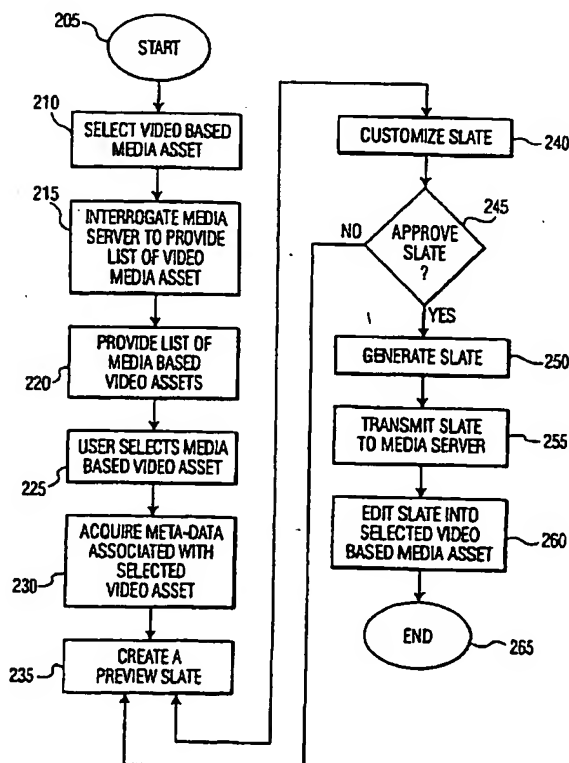 205
START
210
SELECT VIDEO BASED
MEDIA ASSET
215
INTERROGATE MEDIA
SERVER TO PROVIDE
LIST OF VIDEO
MEDIA ASSET
PROVIDE LIST OF
MEDIA BASED
VIDEO ASSETS
220
USER SELECTS MEDIA
BASED VIDEO ASSET
225
ACQUIRE META-DATA
ASSOCIATED WITH
SELECTED
VIDEO ASSET
230
CREATE A
PREVIEW SLATE
235
CUSTOMIZE SLATE
240
245
NO
APPROVE
SLATE
?
YES
GENERATE SLATE
250
TRANSMIT SLATE
TO MEDIA SERVER
255
EDIT SLATE INTO
SELECTED VIDEO
BASED MEDIA ASSET
260
END
265